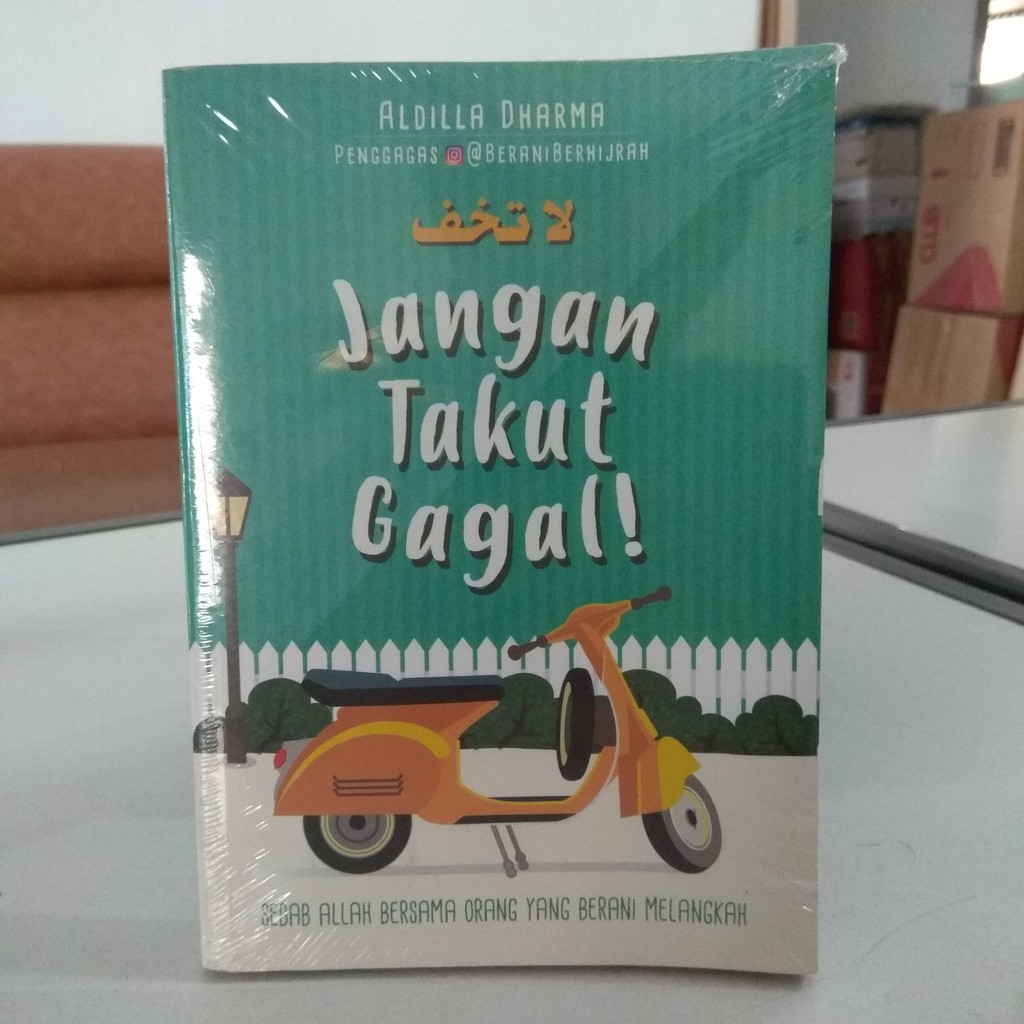 ALDILLA DHARMA
PENGGAGAS @BERANIBERHIJRAH
لا تخف
Jangan
Takut
Gagal!
SEBAB ALLAH BERSAMA ORANG YANG BERANI MELANGKAH